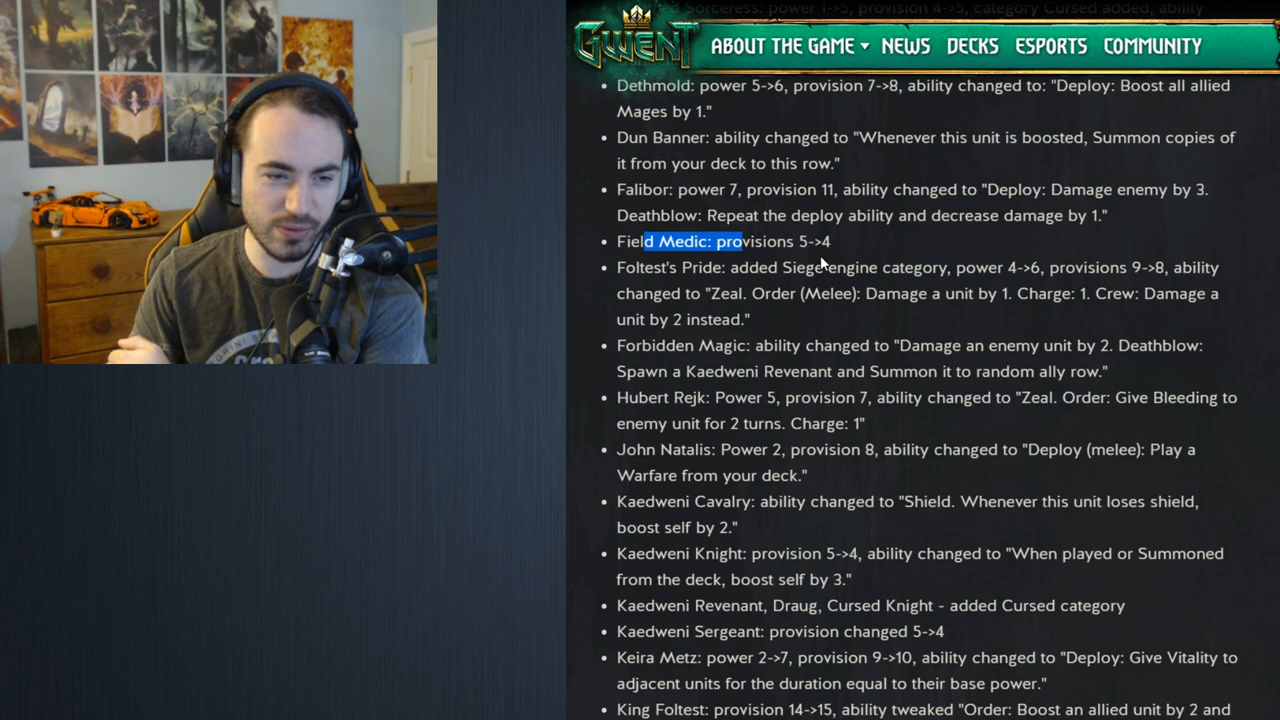 ed Sorceress: power 1->5, provision 4->5, category Cursed added, ability
GWENT
ABOUT THE GAME NEWS DECKS ESPORTS COMMUNITY
• Dethmold: power 5->6, provision 7->8, ability changed to: "Deploy: Boost all allied
Mages by 1."
• Dun Banner: ability changed to "Whenever this unit is boosted, Summon copies of
it from your deck to this row."
• Falibor: power 7, provision 11, ability changed to "Deploy: Damage enemy by 3.
Deathblow: Repeat the deploy ability and decrease damage by 1."
• Field Medic: provisions 5->4
• Foltest's Pride: added Siege engine category, power 4->6, provisions 9->8, ability
changed to "Zeal. Order (Melee): Damage a unit by 1. Charge: 1. Crew: Damage a
unit by 2 instead."
• Forbidden Magic: ability changed to "Damage an enemy unit by 2. Deathblow:
Spawn a Kaedweni Revenant and Summon it to random ally row."
• Hubert Rejk: Power 5, provision 7, ability changed to "Zeal. Order: Give Bleeding to
enemy unit for 2 turns. Charge: 1"
• John Natalis: Power 2, provision 8, ability changed to "Deploy (melee): Play a
Warfare from your deck."
• Kaedweni Cavalry: ability changed to "Shield. Whenever this unit loses shield,
boost self by 2."
• Kaedweni Knight: provision 5->4, ability changed to "When played or Summoned
from the deck, boost self by 3."
• Kaedweni Revenant, Draug, Cursed Knight - added Cursed category
• Kaedweni Sergeant: provision changed 5->4
• Keira Metz: power 2->7, provision 9->10, ability changed to "Deploy: Give Vitality to
adjacent units for the duration equal to their base power."
• King Foltest: provision 14->15, ability tweaked "Order: Boost an allied unit by 2 and